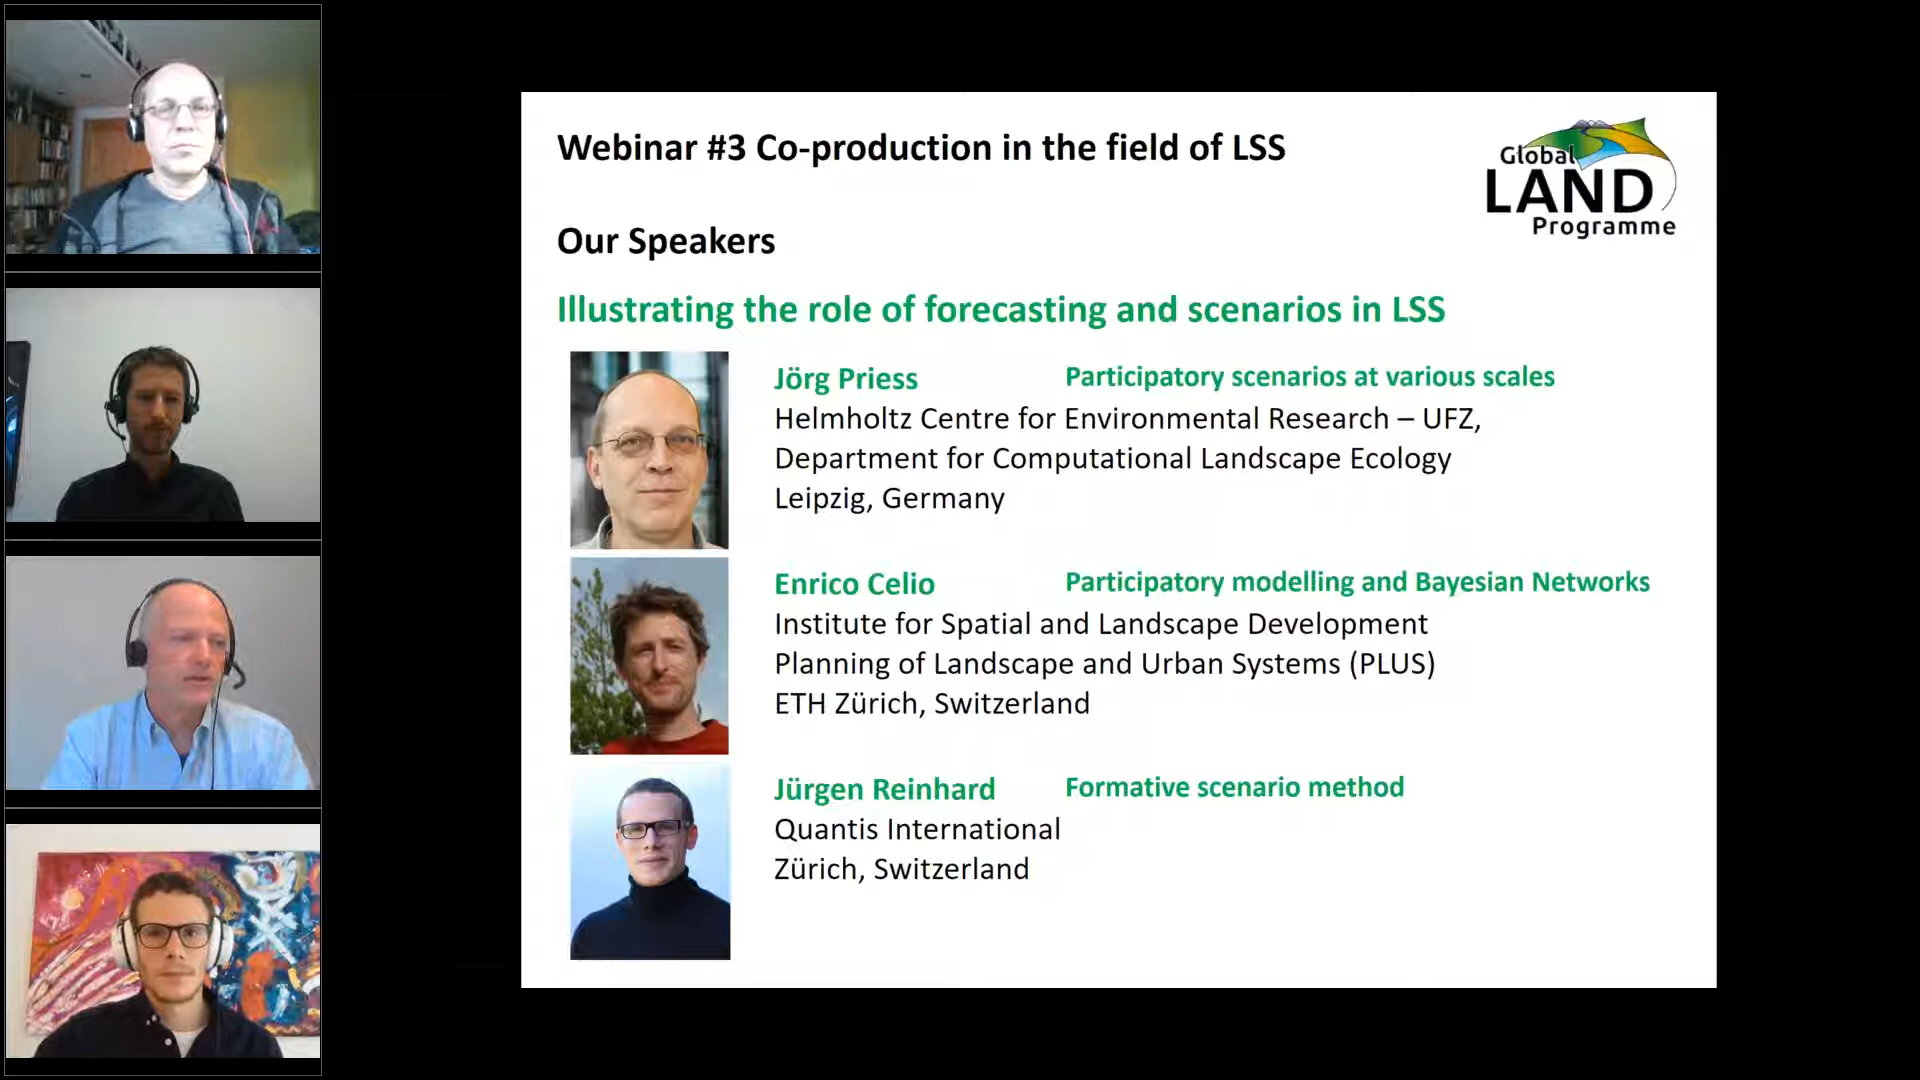 Webinar #3 Co-production in the field of LSS
Global
LAND
Programme
Our Speakers
Illustrating the role of forecasting and scenarios in LSS
Jörg Priess Participatory scenarios at various scales
Helmholtz Centre for Environmental Research – UFZ,
Department for Computational Landscape Ecology
Leipzig, Germany
Enrico Celio Participatory modelling and Bayesian Networks
Institute for Spatial and Landscape Development
Planning of Landscape and Urban Systems (PLUS)
ETH Zürich, Switzerland
Jürgen Reinhard Formative scenario method
Quantis International
Zürich, Switzerland